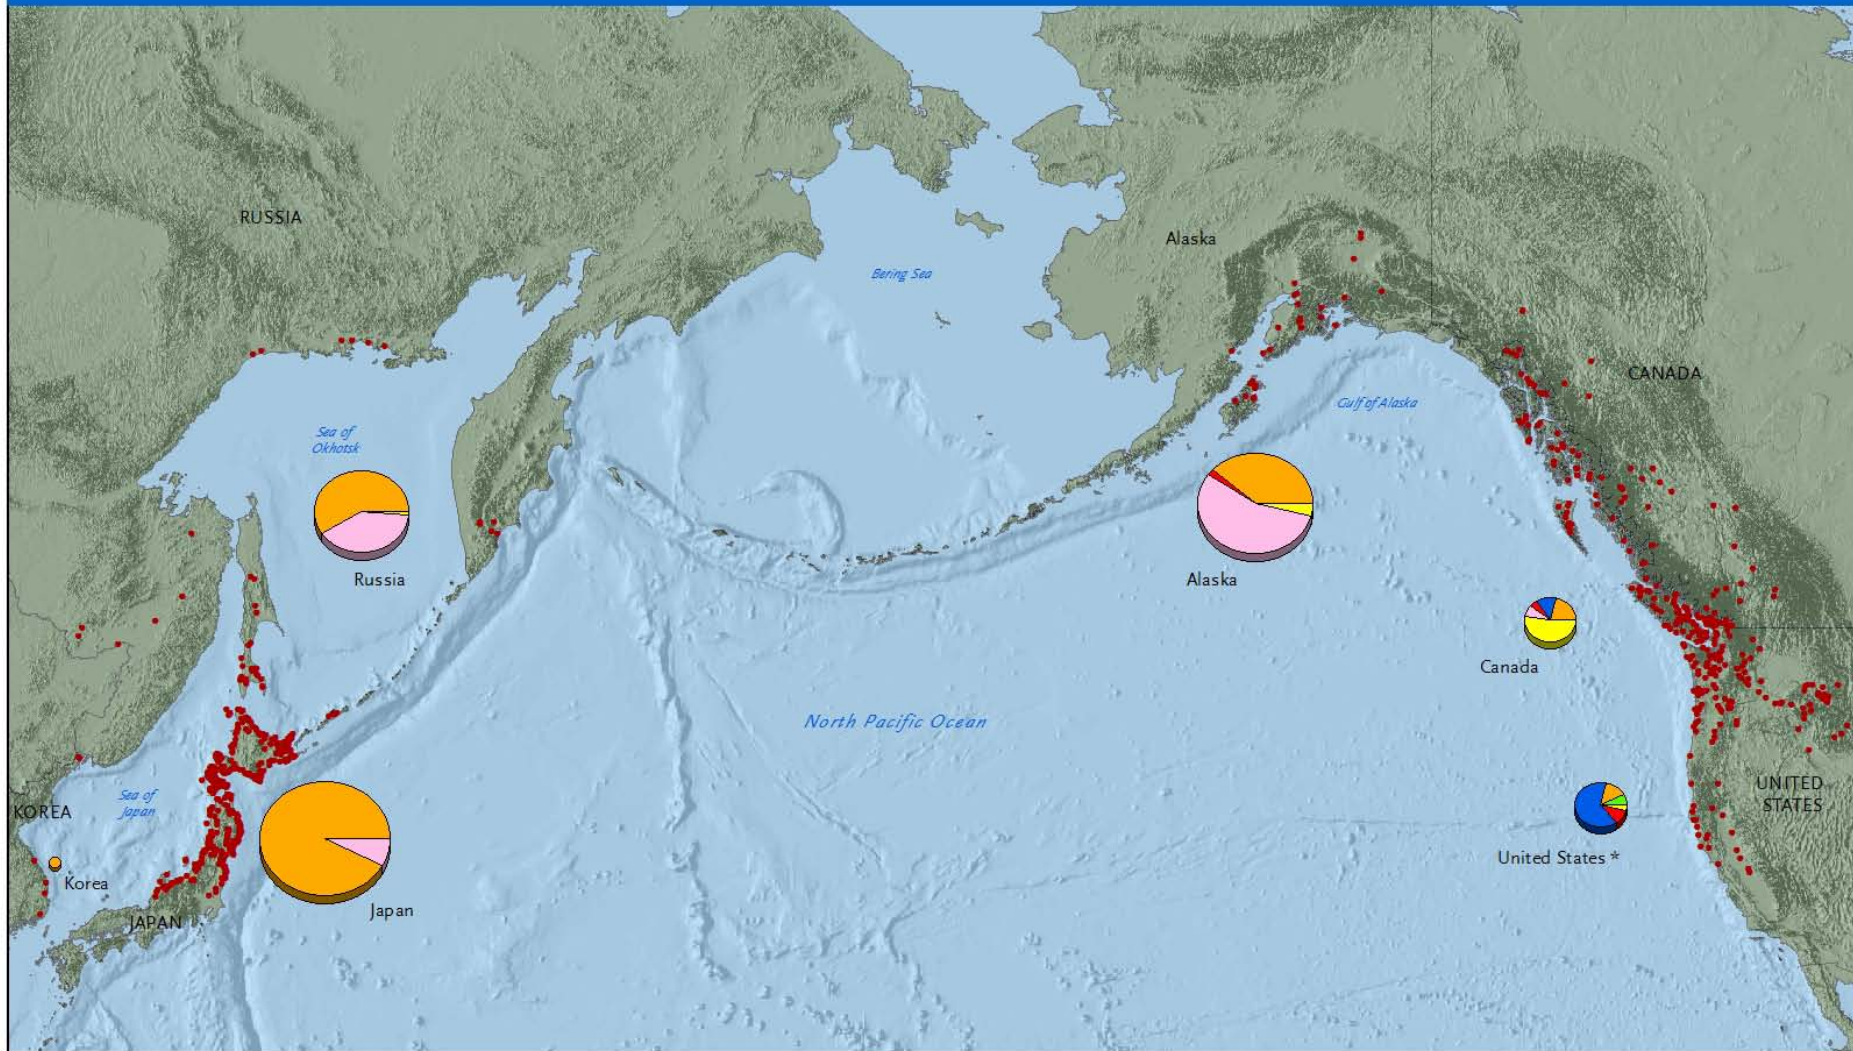 RUSSIA
Alaska
Bering Sea
CANADA
Gulf of Alaska
Sea of
Okhotsk
Russia
Alaska
Canada
North Pacific Ocean
UNITED
STATES
Sea of
Japan
KOREA
United States *
Korea
Japan
JAPAN